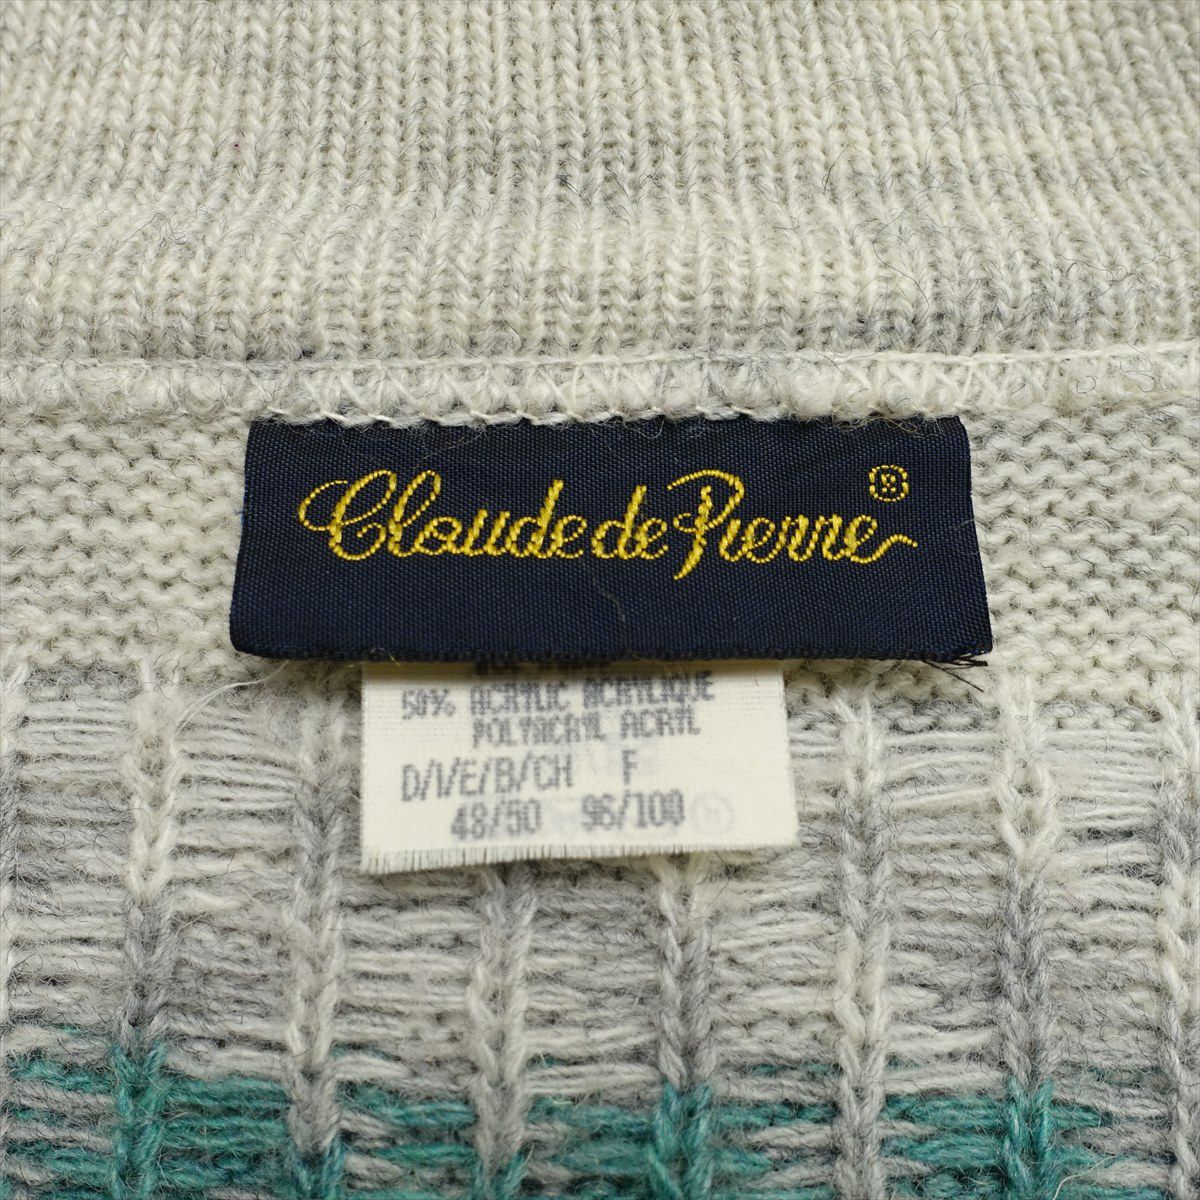 Claude de Pierre ®
50% ACRYLIC ACRYLIQUE
POLYACRYL ACRYL
D/I/E/B/CH F
48/50 96/100